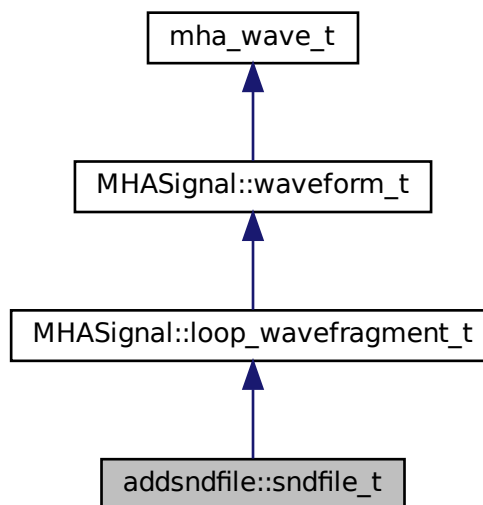 mha_wave_t
MHASignal::waveform_t
MHASignal::loop_wavefragment_t
addsndfile::sndfile_t